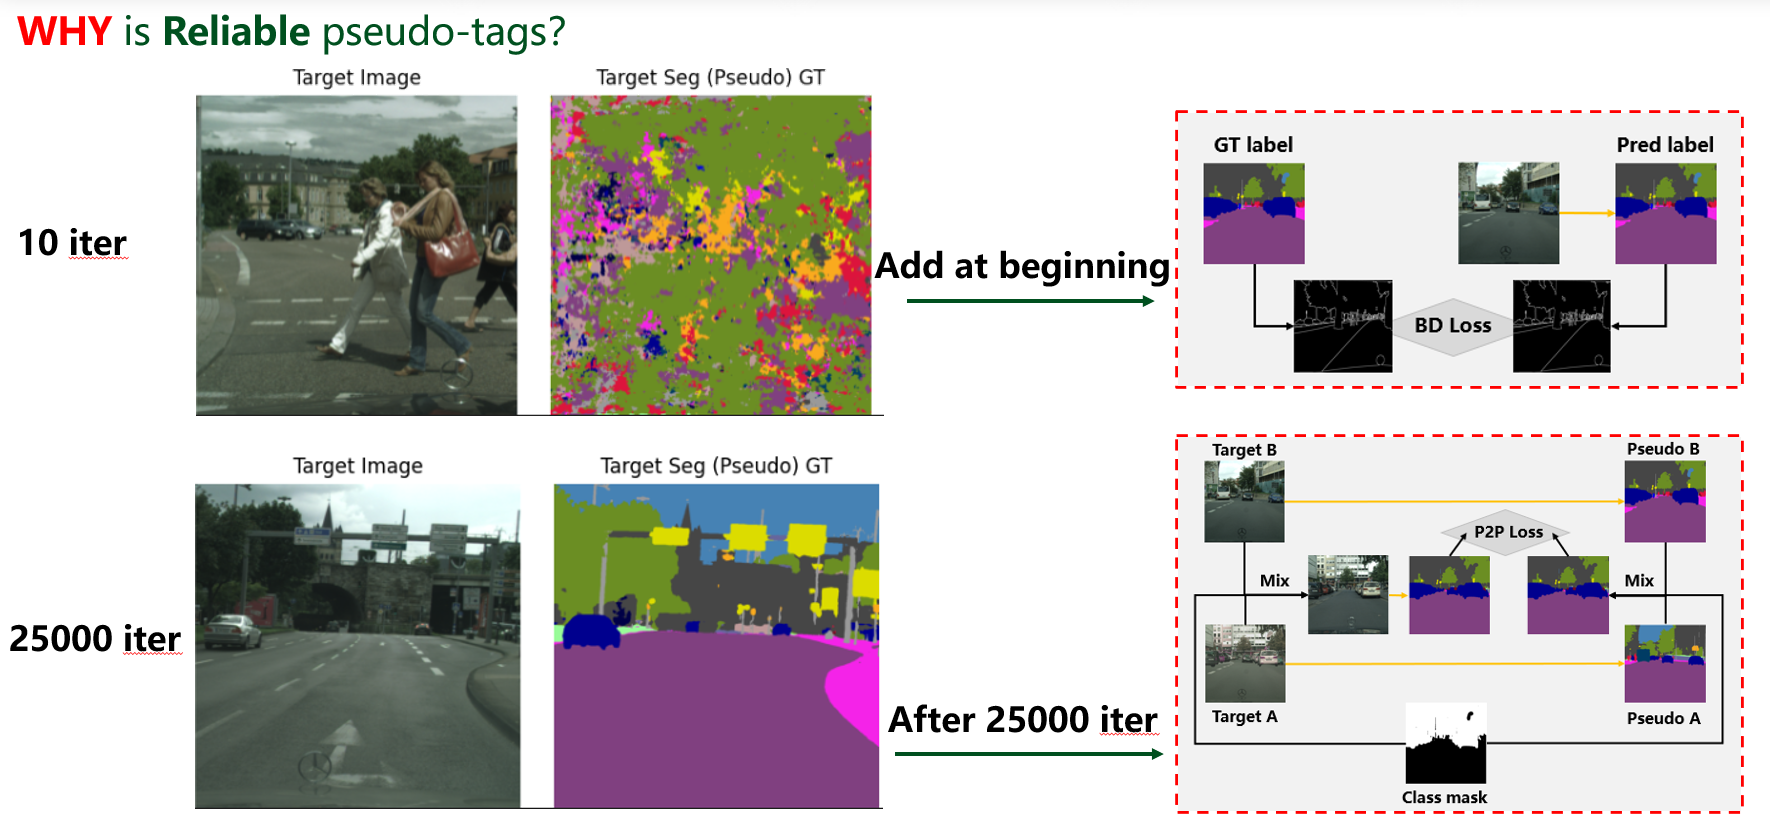 WHY is Reliable pseudo-tags?
Target Image
Target Seg (Pseudo) GT
10 iter
Add at beginning
GT label
Pred label
BD Loss
Target Image
Target Seg (Pseudo) GT
25000 iter
After 25000 iter
Target B
Pseudo B
P2P Loss
Mix
Mix
Target A
Pseudo A
Class mask